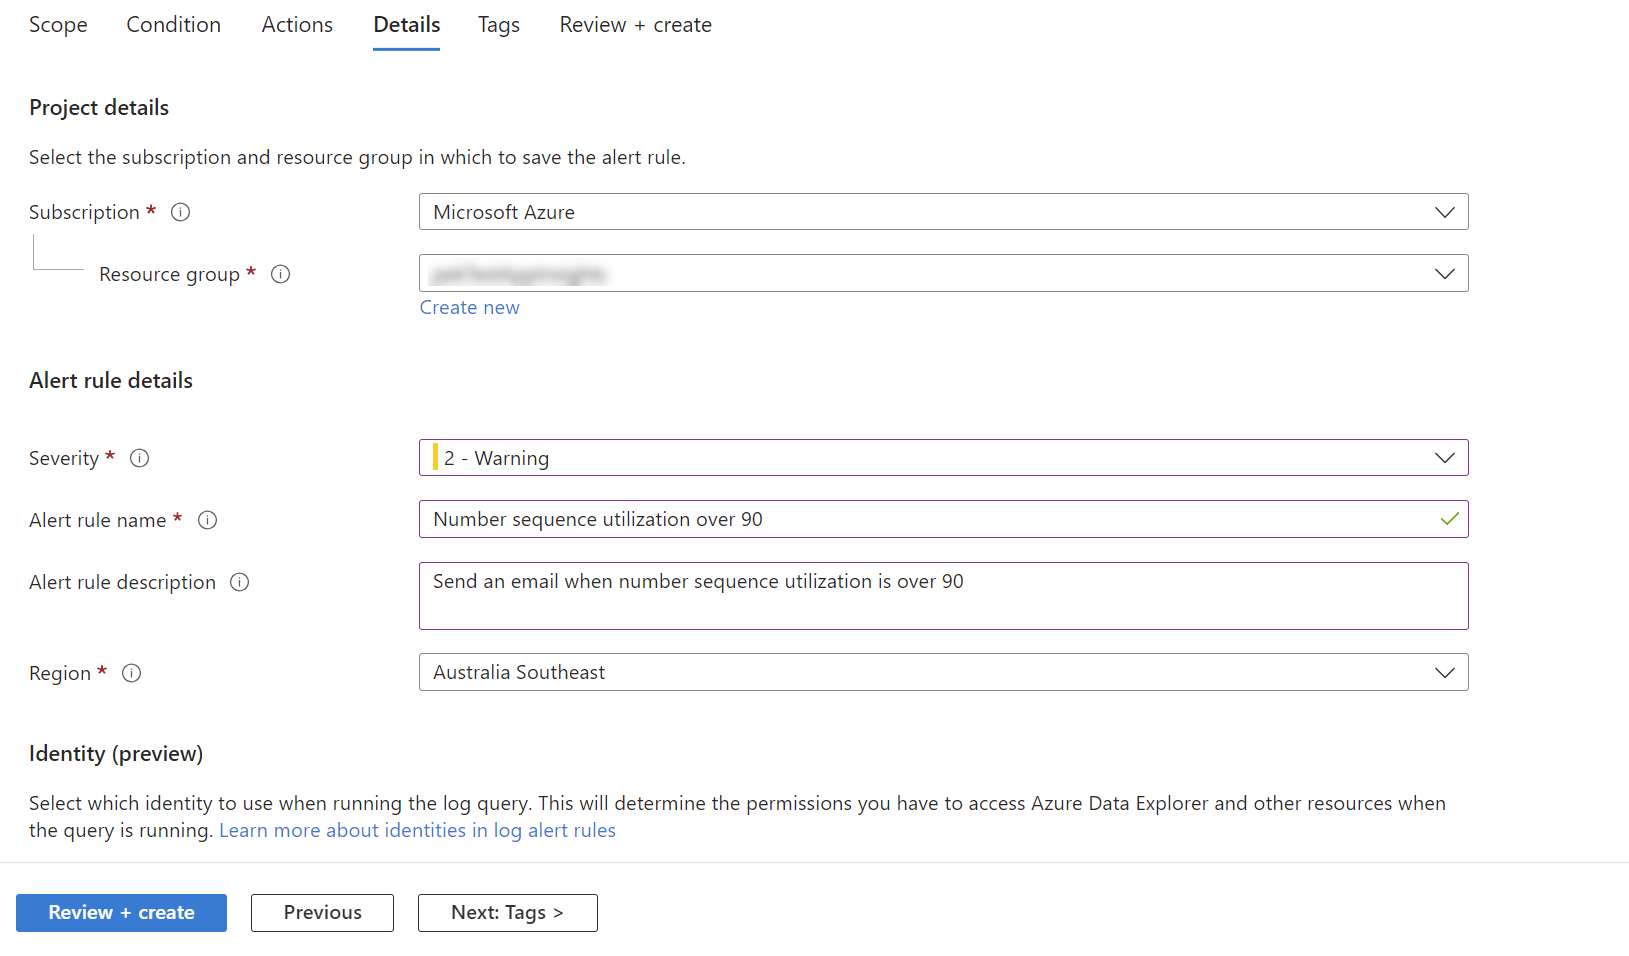 Scope Condition Actions Details Tags Review + create
Project details
Select the subscription and resource group in which to save the alert rule.
Subscription * Microsoft Azure
Resource group *
Create new
Alert rule details
Severity * 2 - Warning
Alert rule name * Number sequence utilization over 90
Alert rule description Send an email when number sequence utilization is over 90
Region * Australia Southeast
Identity (preview)
Select which identity to use when running the log query. This will determine the permissions you have to access Azure Data Explorer and other resources when
the query is running. Learn more about identities in log alert rules
Review + create Previous Next: Tags >